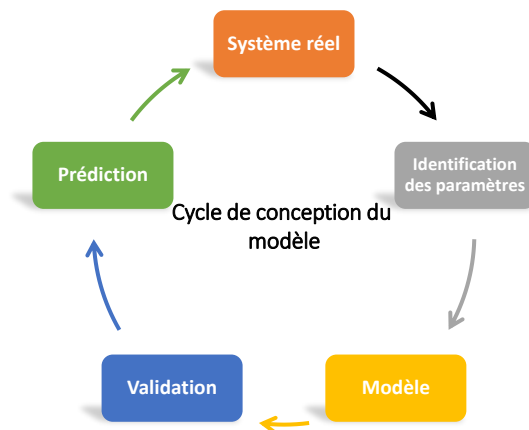 Système réel
Identification
des paramètres
Prédiction
Cycle de conception du
modèle
Validation
Modèle